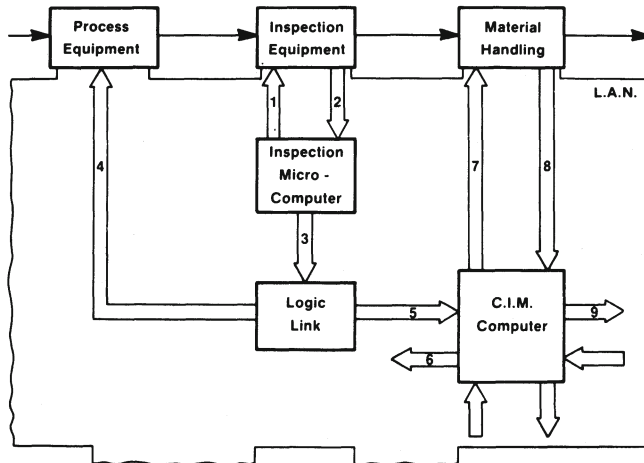 Process
Equipment
Inspection
Equipment
Material
Handling
L.A.N.
1
2
4
7
8
Inspection
Micro -
Computer
3
Logic
Link
5
C.I.M.
Computer
9
6